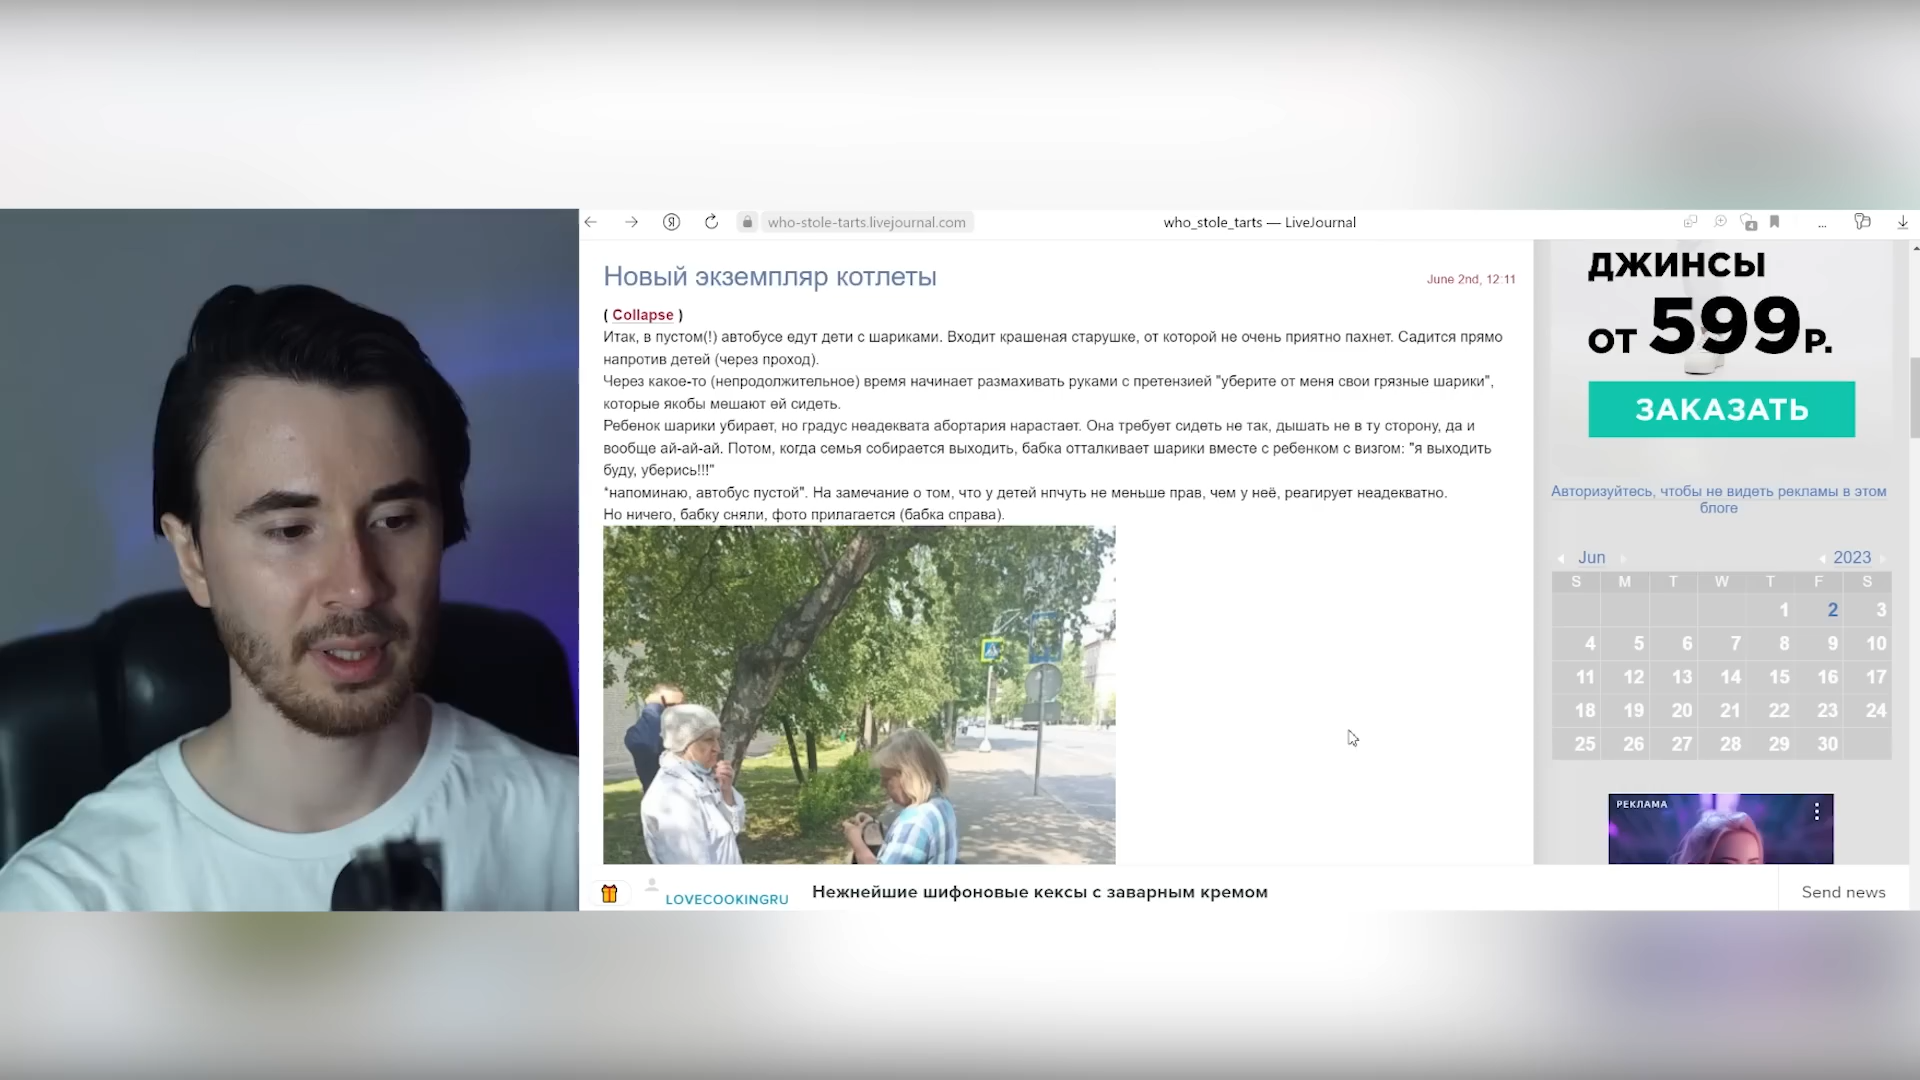 who-stole-tarts.livejournal.com
who_stole_tarts — LiveJournal
Новый экземпляр котлеты
June 2nd, 12:11
( Collapse )
Итак, в пустом(!) автобусе едут дети с шариками. Входит крашеная старушке, от которой не очень приятно пахнет. Садится прямо
напротив детей (через проход).
Через какое-то (непродолжительное) время начинает размахивать руками с претензией "уберите от меня свои грязные шарики",
которые якобы мешают ей сидеть.
Ребенок шарики убирает, но градус неадеквата абортария нарастает. Она требует сидеть не так, дышать не в ту сторону, да и
вообще ай-ай-ай. Потом, когда семья собирается выходить, бабка отталкивает шарики вместе с ребенком с визгом: "я выходить
буду, уберись!!!"
*напоминаю, автобус пустой". На замечание о том, что у детей нпчуть не меньше прав, чем у неё, реагирует неадекватно.
Но ничего, бабку сняли, фото прилагается (бабка справа).
ДЖИНСЫ
ОТ 599Р.
ЗАКАЗАТЬ
Авторизуйтесь, чтобы не видеть рекламы в этом
блоге
Jun 2023
S M T W T F S
1 2 3
4 5 6 7 8 9 10
11 12 13 14 15 16 17
18 19 20 21 22 23 24
25 26 27 28 29 30
РЕКЛАМА
LOVECOOKINGRU
Нежнейшие шифоновые кексы с заварным кремом
Send news